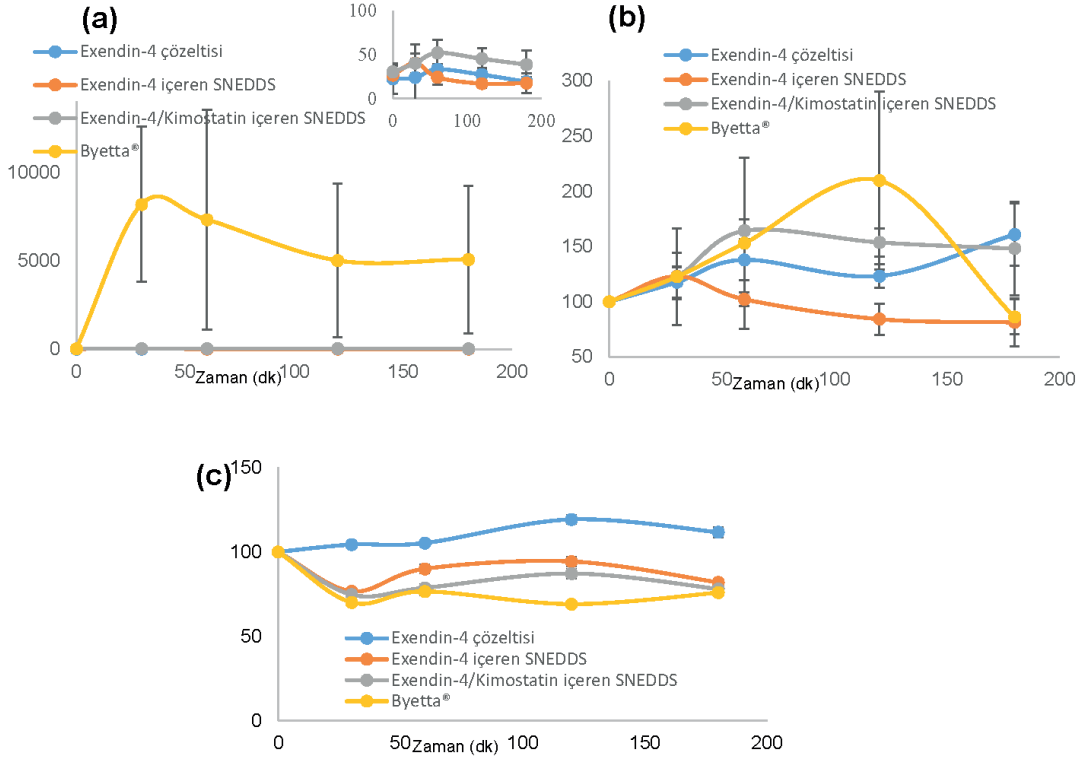 (a)
Exendin-4 çözeltisi
Exendin-4 içeren SNEDDS
Exendin-4/Kimostatin içeren SNEDDS
Byetta®
10000
5000
0
0
50
Zaman (dk)
100
150
200
100
50
0
0
100
200
(b)
Exendin-4 çözeltisi
Exendin-4 içeren SNEDDS
Exendin-4/Kimostatin içeren SNEDDS
Byetta®
300
250
200
150
100
50
0
50
Zaman (dk)
100
150
200
(c)
150
100
50
0
Exendin-4 çözeltisi
Exendin-4 içeren SNEDDS
Exendin-4/Kimostatin içeren SNEDDS
Byetta®
0
50
Zaman (dk)
100
150
200